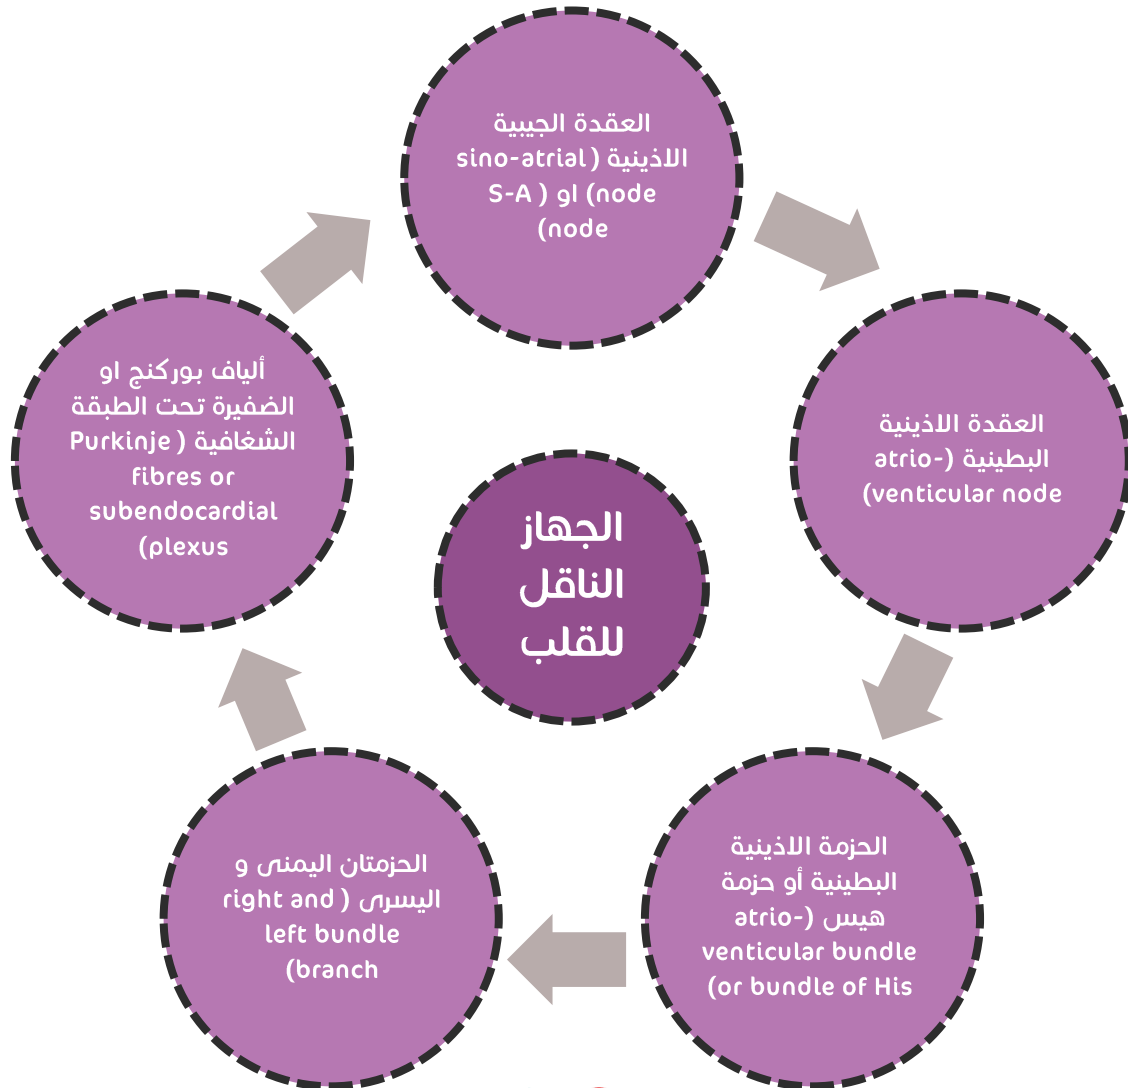 العقدة الجيبية
الاذينية (sino-atrial
node) او (S-A
node)
العقدة الاذينية
البطينية (atrio-
venticular node)
الحزمة الاذينية
البطينية أو حزمة
هيس (atrio-
venticular bundle
or bundle of His)
الحزمتان اليمنى و
اليسرى (right and
left bundle
branch)
ألياف بوركنج او
الضفيرة تحت الطبقة
الشغافية (Purkinje
fibres or
subendocardial
plexus)
الجهاز
الناقل
للقلب